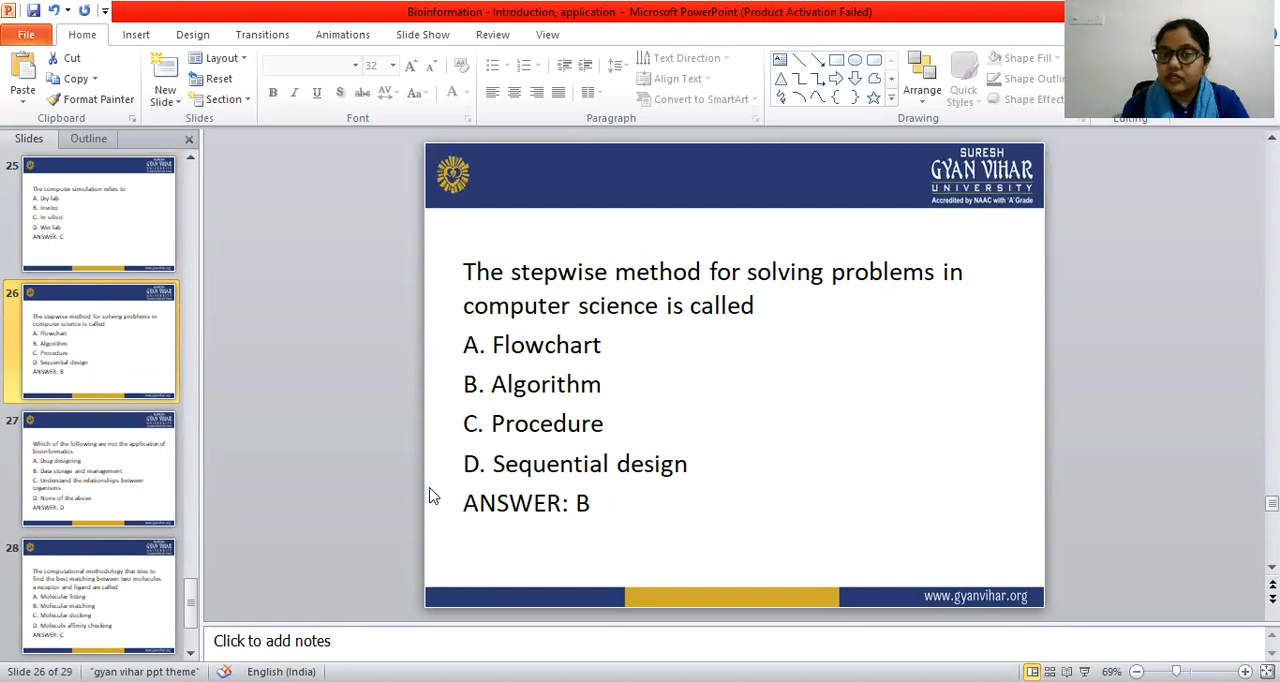 Bioinformation - Introduction, application - Microsoft PowerPoint (Product Activation Failed)
File Home Insert Design Transitions Animations Slide Show Review View
Paste
Cut
Copy
Format Painter
Clipboard
New Slide
Layout
Reset
Section
Slides
32
B I U S abc AV Aa A
Font
Text Direction
Align Text
Convert to SmartArt
Paragraph
Arrange
Quick Styles
Shape Fill
Shape Outli
Shape Effect
Drawing
Editing
Slides Outline
25
The computer simulation refers to
A. Dry lab
B. Invitro
C. In silico
D. Wet lab
ANSWER: C
26
The stepwise method for solving problems in
computer science is called
A. Flowchart
B. Algorithm
C. Procedure
D. Sequential design
ANSWER: B
27
Which of the following are not the application of
bioinformatics
A. Drug designing
B. Data storage and management
C. Understand the relationships between
organisms
D. None of the above
ANSWER: D
28
The computational methodology that tries to
find the best matching between two molecules
a receptor and ligand are called
A. Molecular fitting
B. Molecular matching
C. Molecular docking
D. Molecule affinity checking
ANSWER: C
SURESH
GYAN VIHAR
UNIVERSITY
Accredited by NAAC with 'A' Grade
The stepwise method for solving problems in
computer science is called
A. Flowchart
B. Algorithm
C. Procedure
D. Sequential design
ANSWER: B
www.gyanvihar.org
Click to add notes
Slide 26 of 29 "gyan vihar ppt theme" English (India) 69%